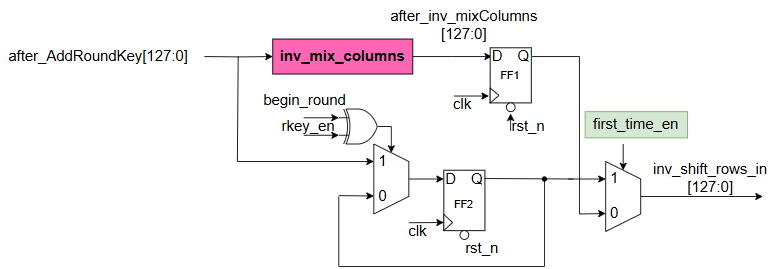 after_inv_mixColumns
[127:0]
after_AddRoundKey[127:0]
inv_mix_columns
D Q
FF1
clk
rst_n
begin_round
rkey_en
first_time_en
1
0
D Q
FF2
clk
rst_n
1
0
inv_shift_rows_in
[127:0]